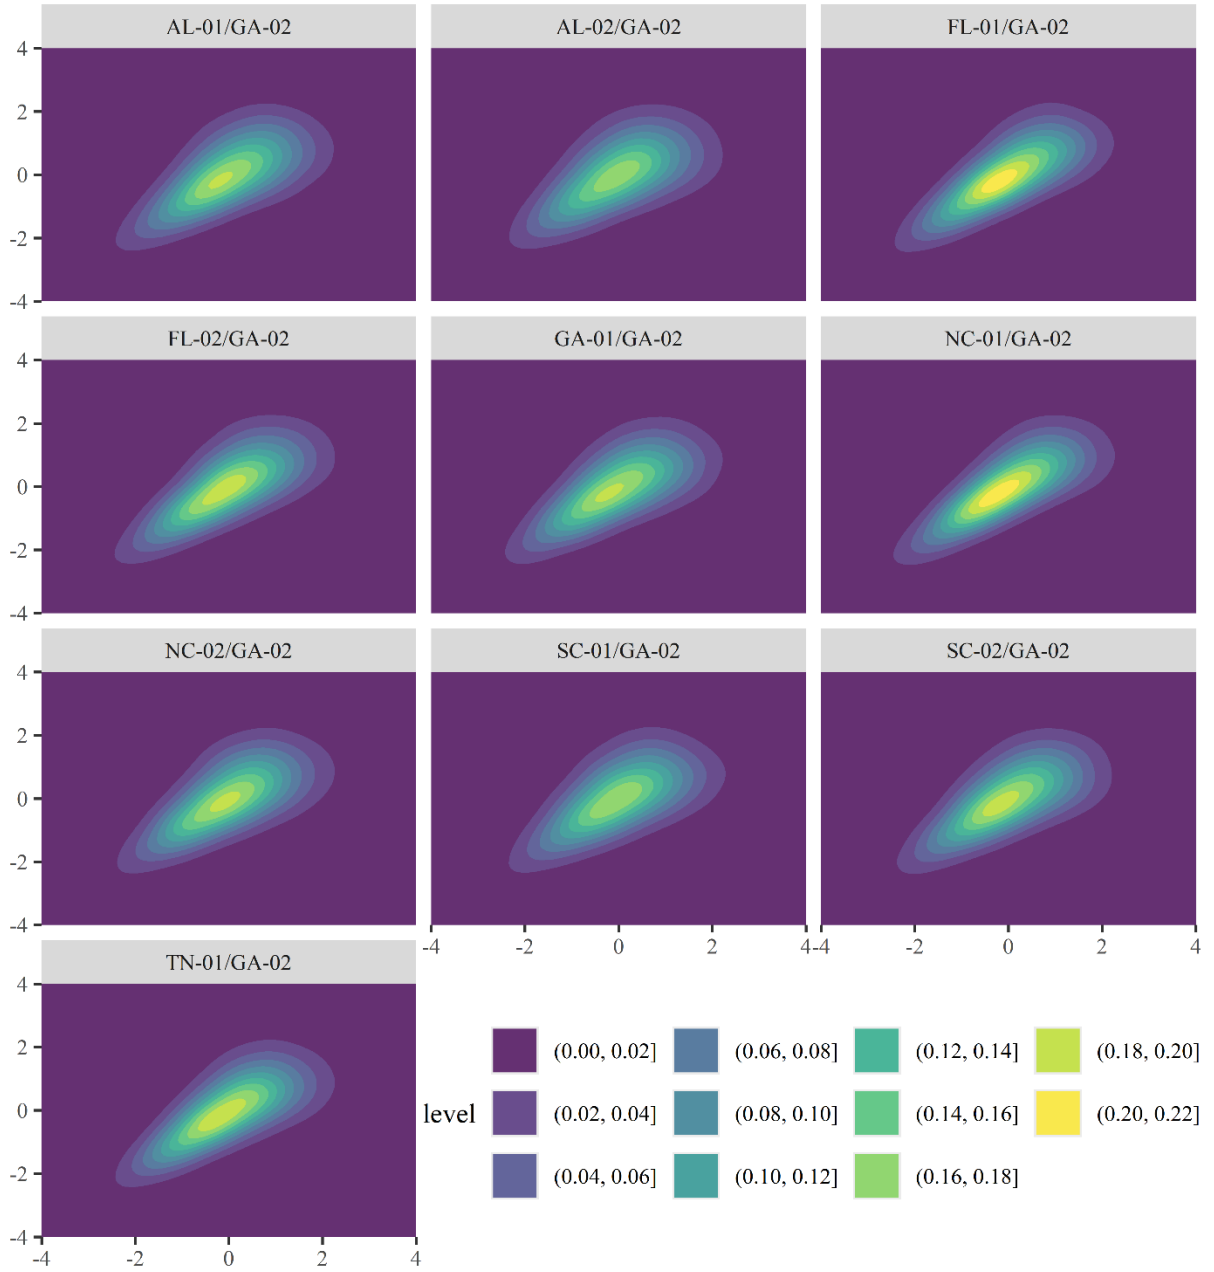 AL-01/GA-02 AL-02/GA-02 FL-01/GA-02
4
2
0
-2
-4
FL-02/GA-02 GA-01/GA-02 NC-01/GA-02
4
2
0
-2
-4
NC-02/GA-02 SC-01/GA-02 SC-02/GA-02
4
2
0
-2
-4
-4 -2 0 2 4 -4 -2 0 2 4
TN-01/GA-02
4
2
0
-2
-4
-4 -2 0 2 4
level
(0.00, 0.02] (0.06, 0.08] (0.12, 0.14] (0.18, 0.20]
(0.02, 0.04] (0.08, 0.10] (0.14, 0.16] (0.20, 0.22]
(0.04, 0.06] (0.10, 0.12] (0.16, 0.18]